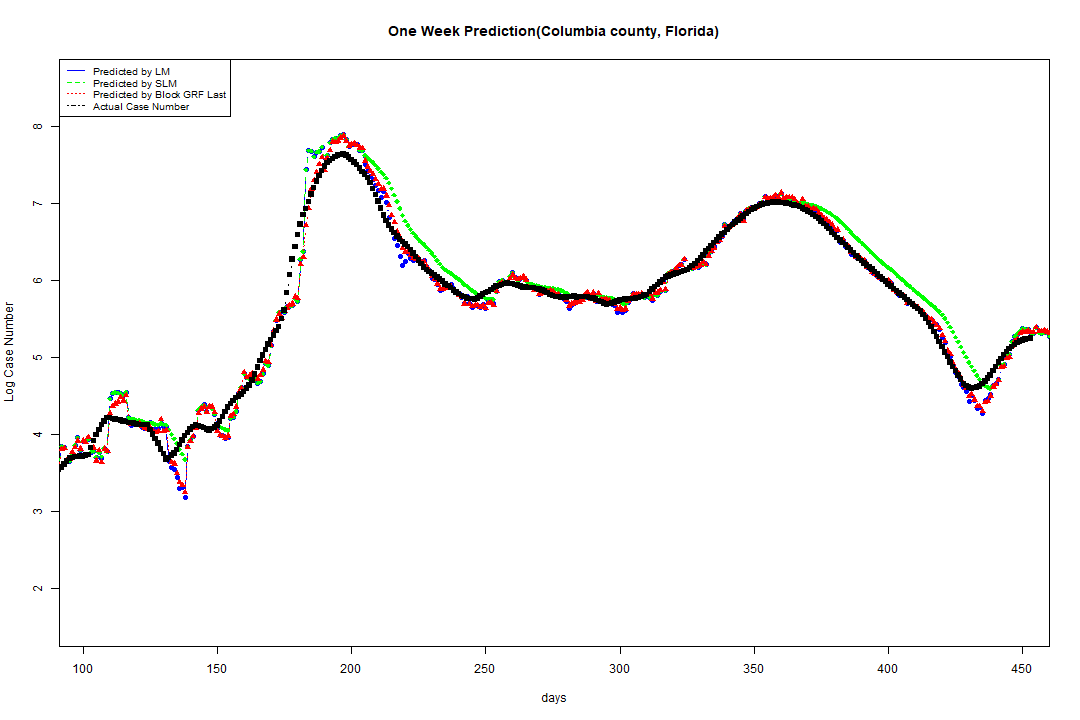 One Week Prediction(Columbia county, Florida)
Predicted by LM
Predicted by SLM
Predicted by Block GRF Last
Actual Case Number
8
7
6
5
4
3
2
Log Case Number
100 150 200 250 300 350 400 450
days